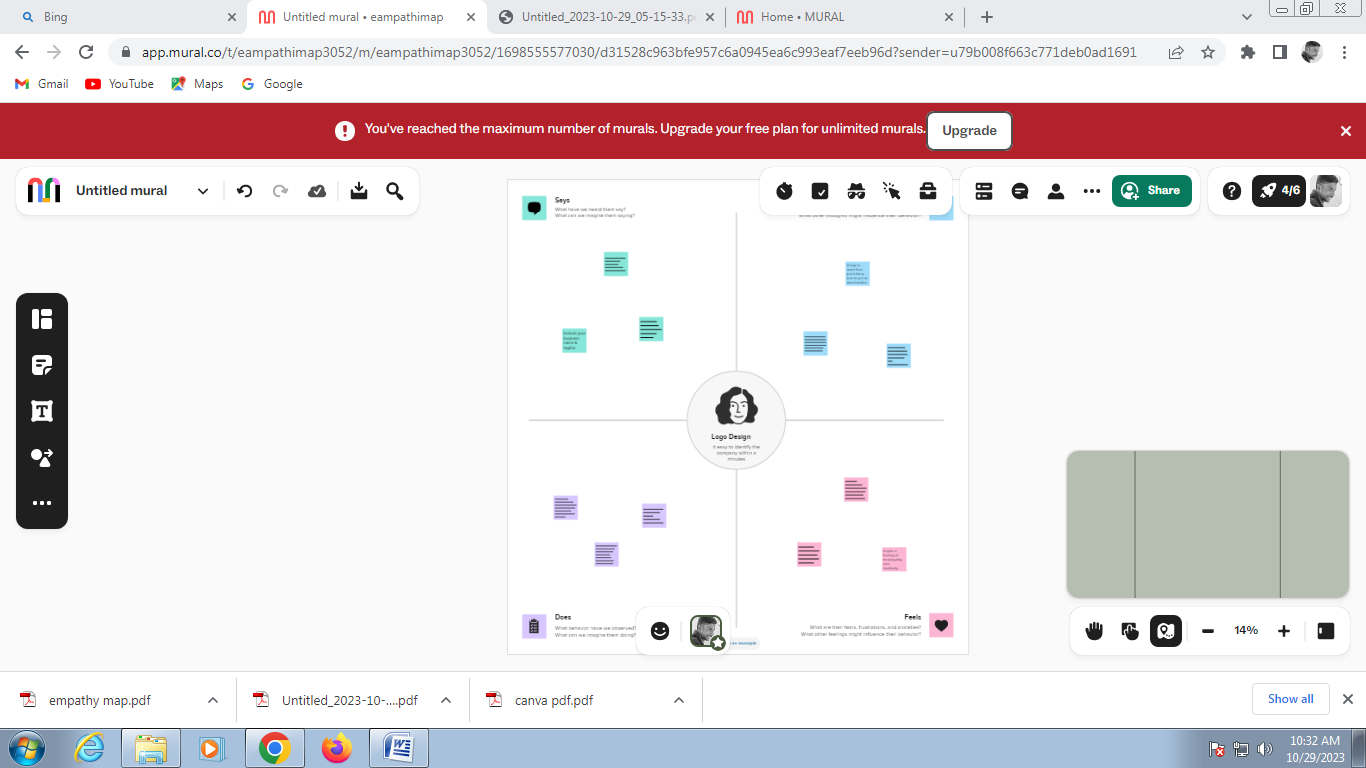 Bing
Untitled mural • eampathimap
Untitled_2023-10-29_05-15-33.p
Home • MURAL
app.mural.co/t/eampathimap3052/m/eampathimap3052/1698555577030/d31528c963bfe957c6a0945ea6c993eaf7eeb96d?sender=u79b008f663c771deb0ad1691
Gmail
YouTube
Maps
Google
You've reached the maximum number of murals. Upgrade your free plan for unlimited murals.
Upgrade
Untitled mural
Share
4/6
Says
What have we heard them say?
What can we imagine them saying?
What other thoughts might influence their behavior?
Logo Design
It easy to identify the
company within a
minutes
Does
What behavior have we observed?
What can we imagine them doing?
Feels
What are their fears, frustrations, and anxieties?
What other feelings might influence their behavior?
example
14%
empathy map.pdf
Untitled_2023-10-....pdf
canva pdf.pdf
Show all
10:32 AM
10/29/2023